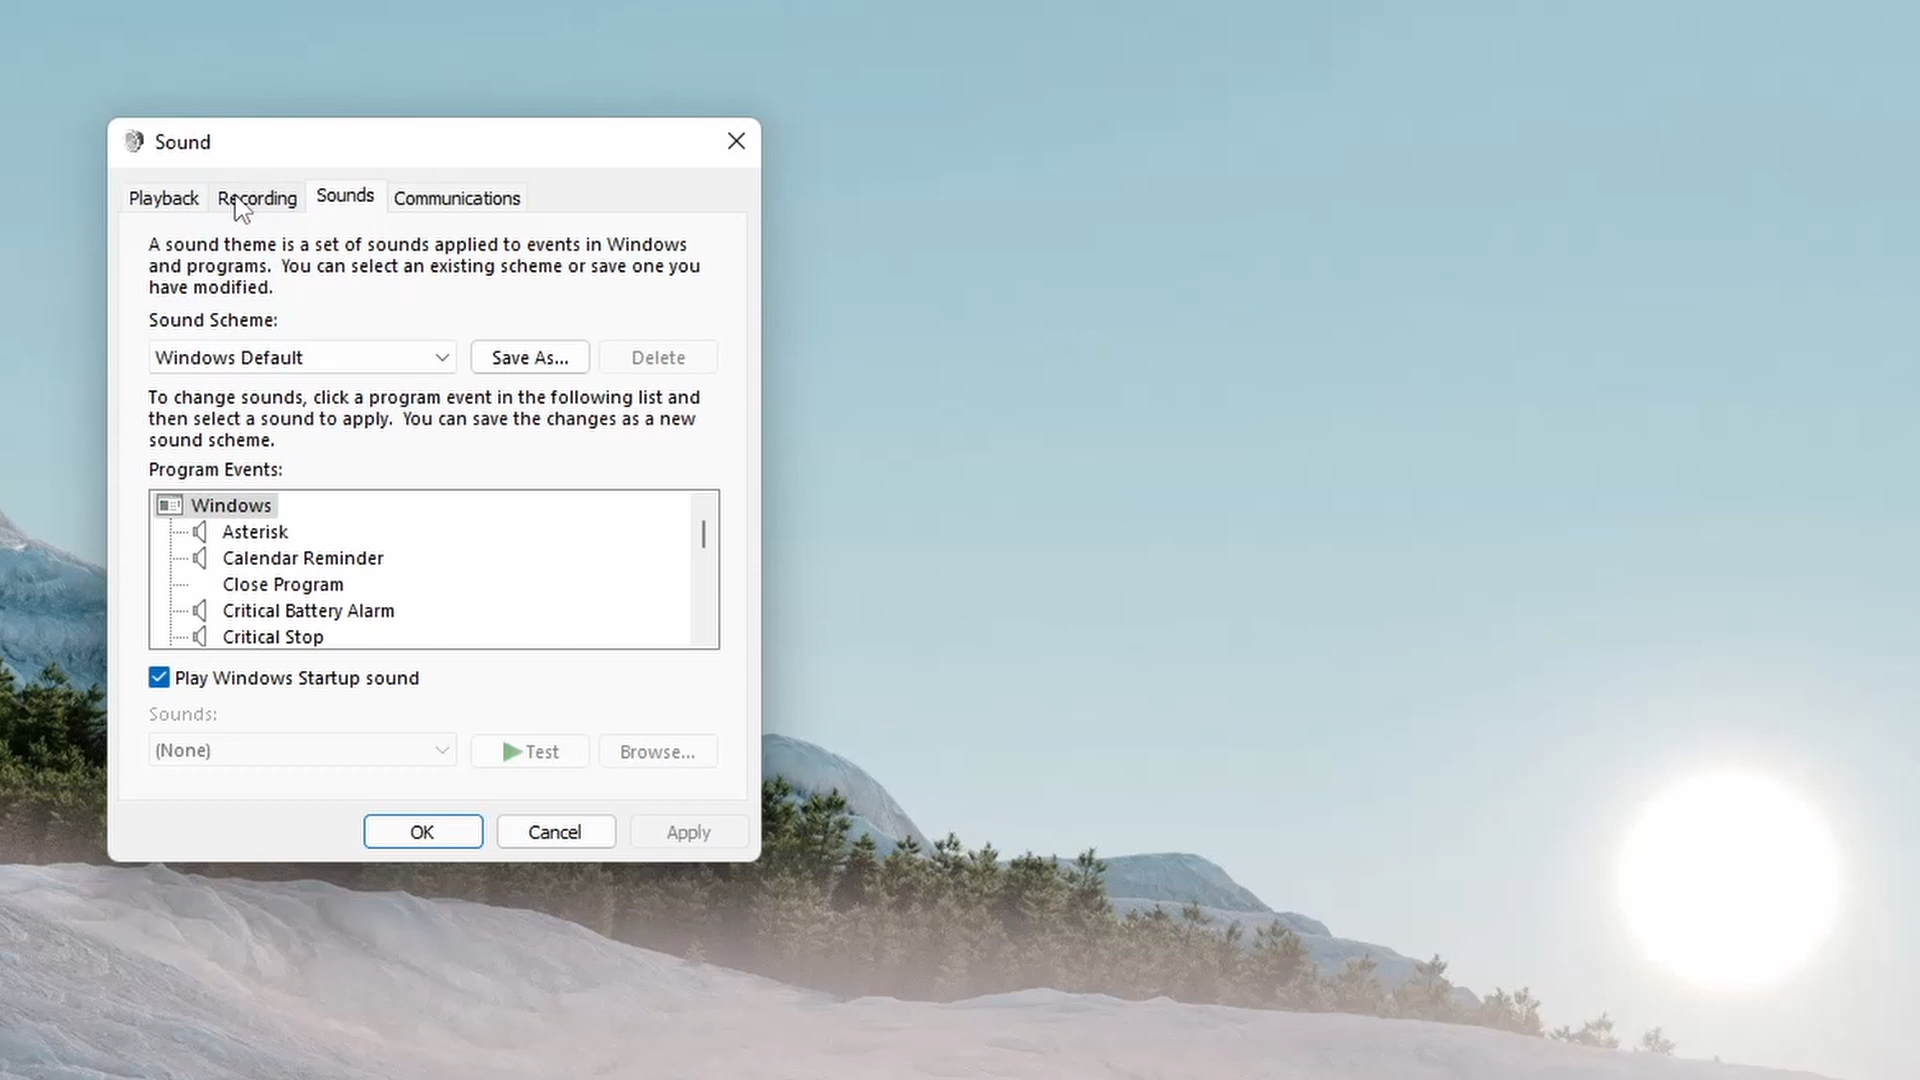 Sound
Playback Recording Sounds Communications
A sound theme is a set of sounds applied to events in Windows
and programs. You can select an existing scheme or save one you
have modified.
Sound Scheme:
Windows Default Save As... Delete
To change sounds, click a program event in the following list and
then select a sound to apply. You can save the changes as a new
sound scheme.
Program Events:
Windows
Asterisk
Calendar Reminder
Close Program
Critical Battery Alarm
Critical Stop
Play Windows Startup sound
Sounds:
(None) Test Browse...
OK Cancel Apply